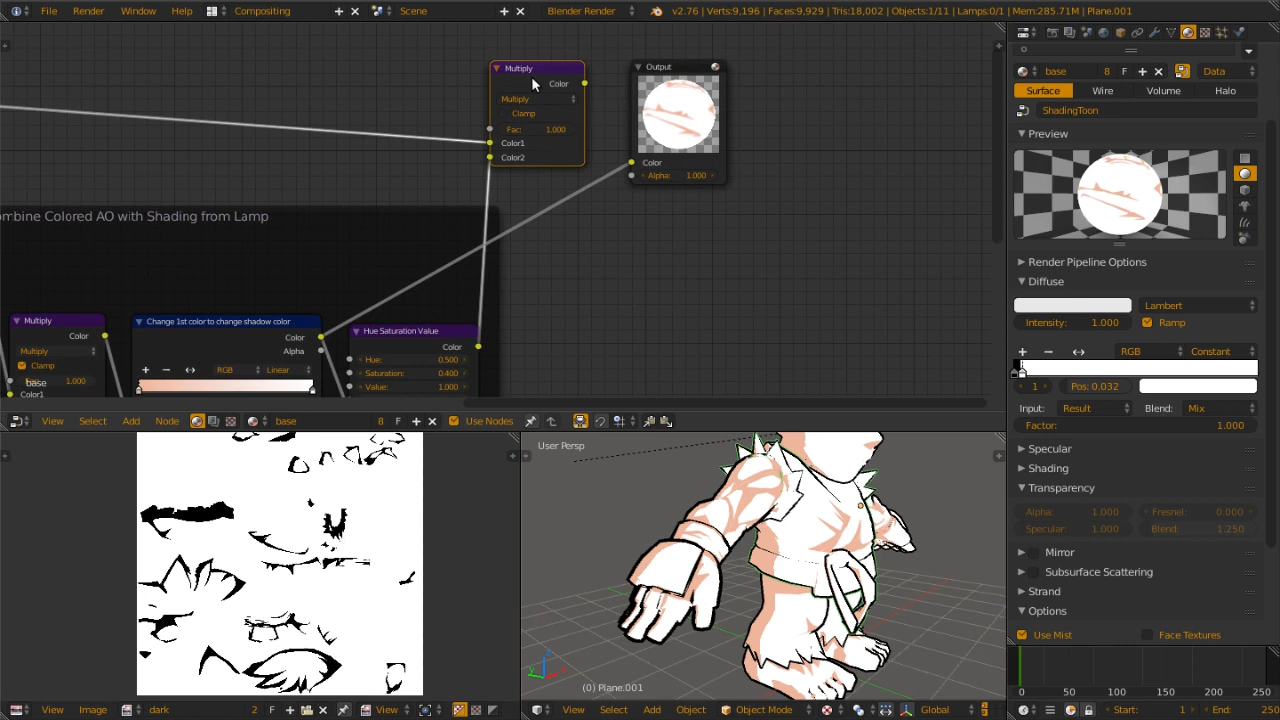 File Render Window Help Compositing Scene Blender Render v2.76 | Verts:9,196 | Faces:9,929 | Tris:18,002 | Objects:1/11 | Lamps:0/1 | Mem:285.71M | Plane.001
Multiply
Color
Multiply
Clamp
Fac: 1.000
Color1
Color2
Output
Color
Alpha: 1.000
ombine Colored AO with Shading from Lamp
Multiply
Color
Multiply
Clamp
1.000
Color1
base
Change 1st color to change shadow color
Color
Alpha
RGB Linear
Hue Saturation Value
Color
Hue: 0.500
Saturation: 0.400
Value: 1.000
View Select Add Node base 8 F Use Nodes
base 8 F Data
Surface Wire Volume Halo
ShadingToon
Preview
Render Pipeline Options
Diffuse
Lambert
Intensity: 1.000 Ramp
RGB Constant
1 Pos: 0.032
Input: Result Blend: Mix
Factor: 1.000
Specular
Shading
Transparency
Alpha: 1.000 Fresnel: 0.000
Specular: 1.000 Blend: 1.250
Mirror
Subsurface Scattering
Strand
Options
Use Mist Face Textures
0 50 100 150 200 250
Start: 1 End: 250
User Persp
(0) Plane.001
View Image dark 2 F View
View Select Add Object Object Mode Global